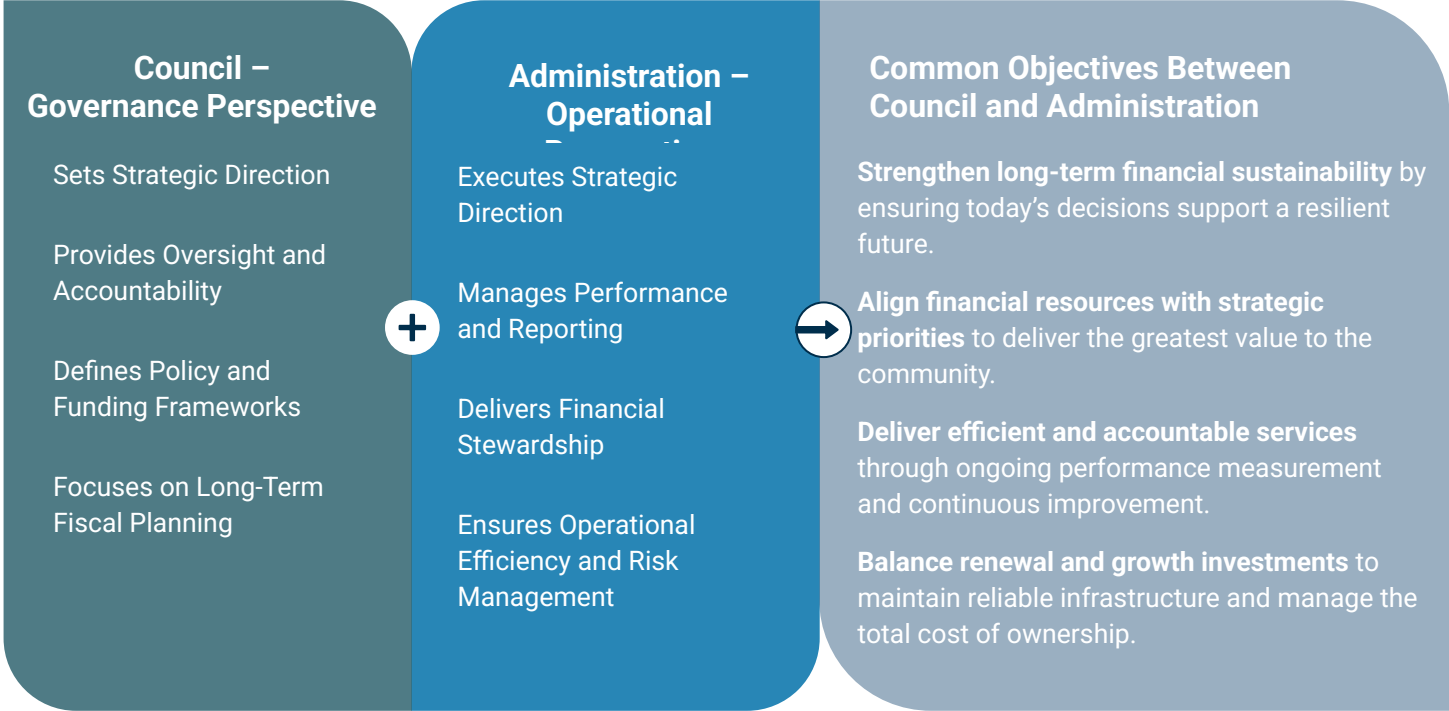 Council –
Governance Perspective
Sets Strategic Direction
Provides Oversight and
Accountability
Defines Policy and
Funding Frameworks
Focuses on Long-Term
Fiscal Planning
Administration –
Operational
Executes Strategic
Direction
Manages Performance
and Reporting
Delivers Financial
Stewardship
Ensures Operational
Efficiency and Risk
Management
Common Objectives Between
Council and Administration
Strengthen long-term financial sustainability by
ensuring today’s decisions support a resilient
future.
Align financial resources with strategic
priorities to deliver the greatest value to the
community.
Deliver efficient and accountable services
through ongoing performance measurement
and continuous improvement.
Balance renewal and growth investments to
maintain reliable infrastructure and manage the
total cost of ownership.